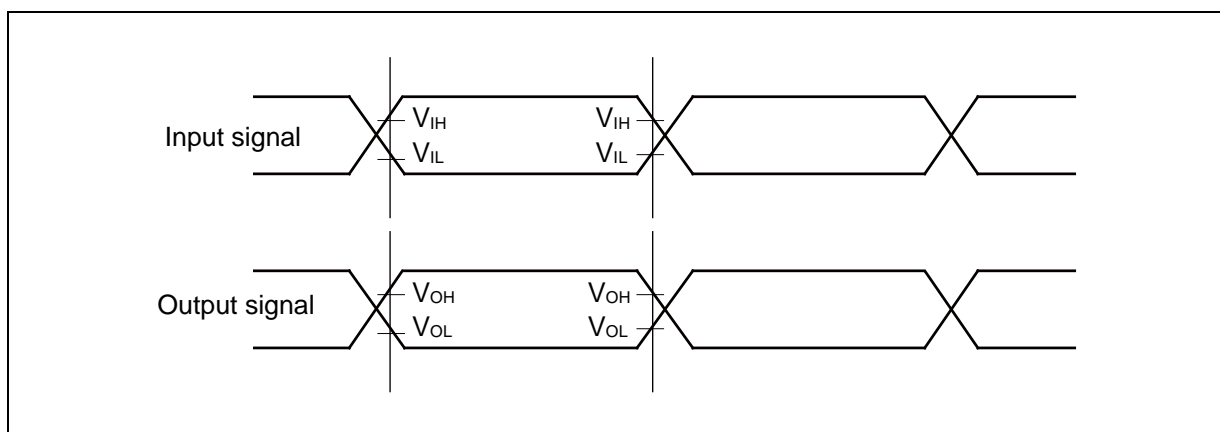 Input signal
VIH
VIL
VIH
VIL
Output signal
VOH
VOL
VOH
VOL